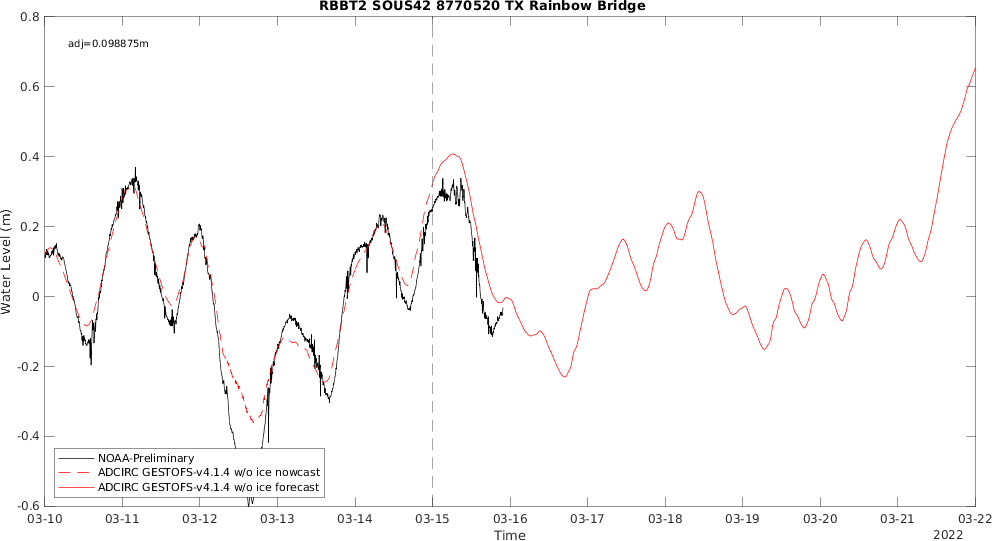 RBBT2 SOUS42 8770520 TX Rainbow Bridge
adj=0.098875m
0.8
0.6
0.4
0.2
0
-0.2
-0.4
-0.6
Water Level (m)
NOAA-Preliminary
ADCIRC GESTOFS-v4.1.4 w/o ice nowcast
ADCIRC GESTOFS-v4.1.4 w/o ice forecast
03-10 03-11 03-12 03-13 03-14 03-15 03-16 03-17 03-18 03-19 03-20 03-21 03-22
Time
2022